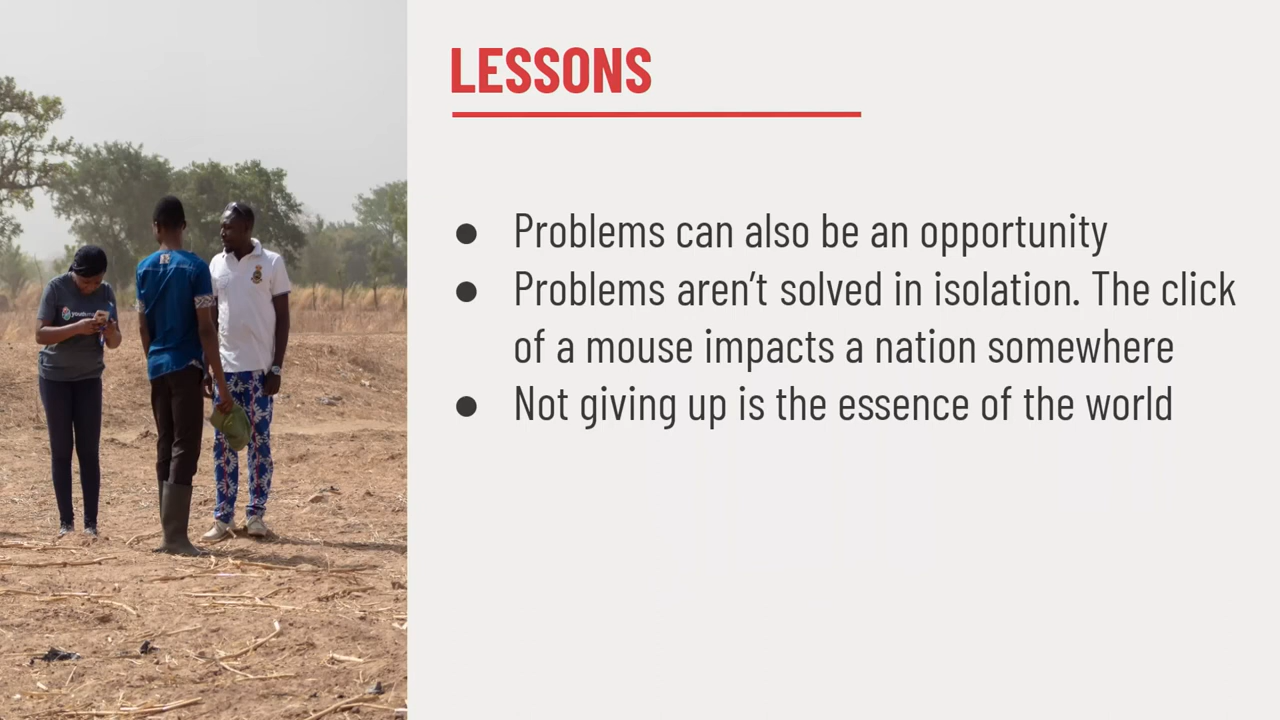 LESSONS
● Problems can also be an opportunity
● Problems aren’t solved in isolation. The click
of a mouse impacts a nation somewhere
● Not giving up is the essence of the world